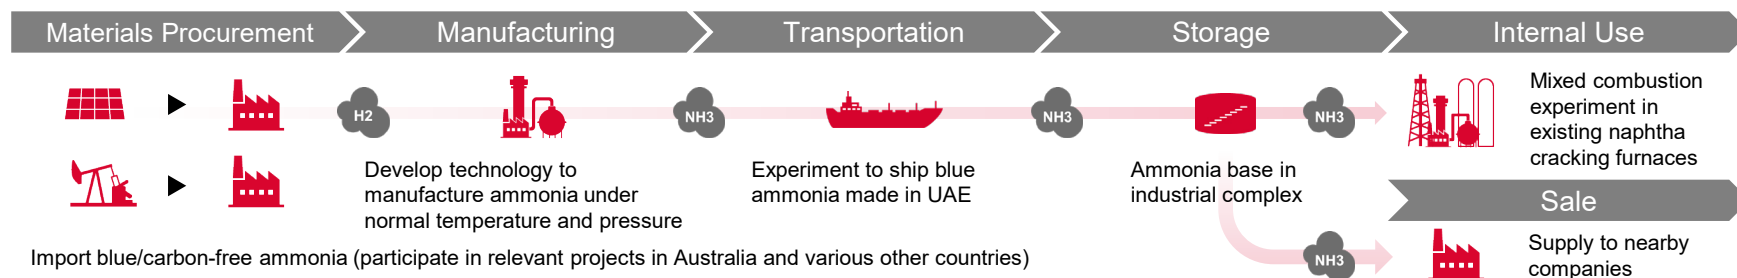 Materials Procurement
Manufacturing
Transportation
Storage
Internal Use
H2
NH3
NH3
NH3
Mixed combustion
experiment in
existing naphtha
cracking furnaces
Develop technology to
manufacture ammonia under
normal temperature and pressure
Experiment to ship blue
ammonia made in UAE
Ammonia base in
industrial complex
Sale
NH3
Supply to nearby
companies
Import blue/carbon-free ammonia (participate in relevant projects in Australia and various other countries)